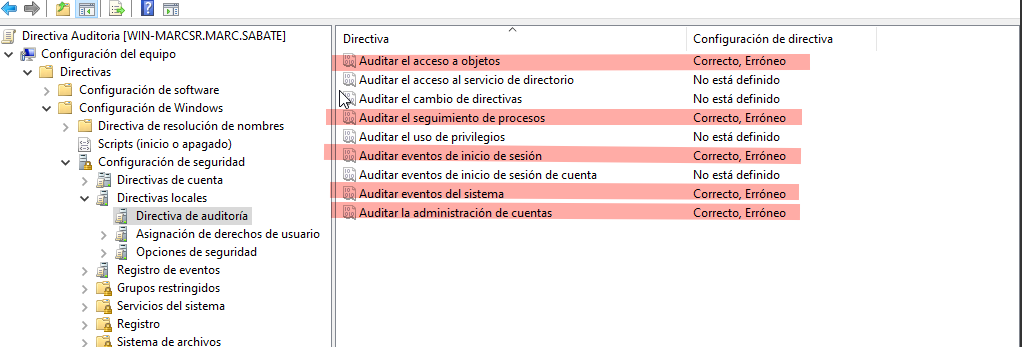 Directiva Auditoria [WIN-MARCSR.MARC.SABATE]
Configuración del equipo
Directivas
Configuración de software
Configuración de Windows
Directiva de resolución de nombres
Scripts (inicio o apagado)
Configuración de seguridad
Directivas de cuenta
Directivas locales
Directiva de auditoría
Asignación de derechos de usuario
Opciones de seguridad
Registro de eventos
Grupos restringidos
Servicios del sistema
Registro
Sistema de archivos
Directiva Configuración de directiva
Auditar el acceso a objetos Correcto, Erróneo
Auditar el acceso al servicio de directorio No está definido
Auditar el cambio de directivas No está definido
Auditar el seguimiento de procesos Correcto, Erróneo
Auditar el uso de privilegios No está definido
Auditar eventos de inicio de sesión Correcto, Erróneo
Auditar eventos de inicio de sesión de cuenta No está definido
Auditar eventos del sistema Correcto, Erróneo
Auditar la administración de cuentas Correcto, Erróneo